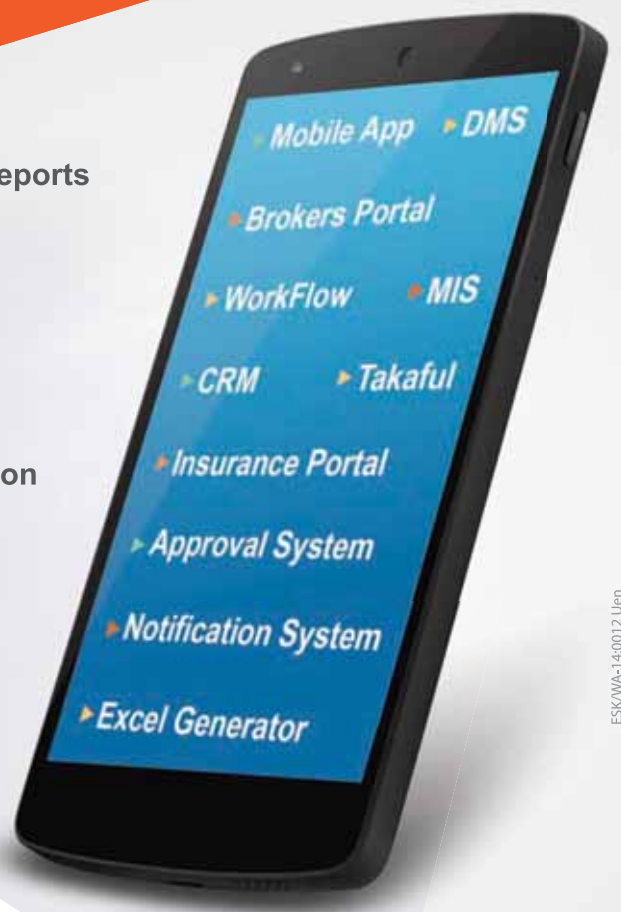 Mobile App DMS
eports
Brokers Portal
WorkFlow MIS
CRM Takaful
Insurance Portal
on
Approval System
Notification System
Excel Generator
ESK/WA-14:0012 Uen